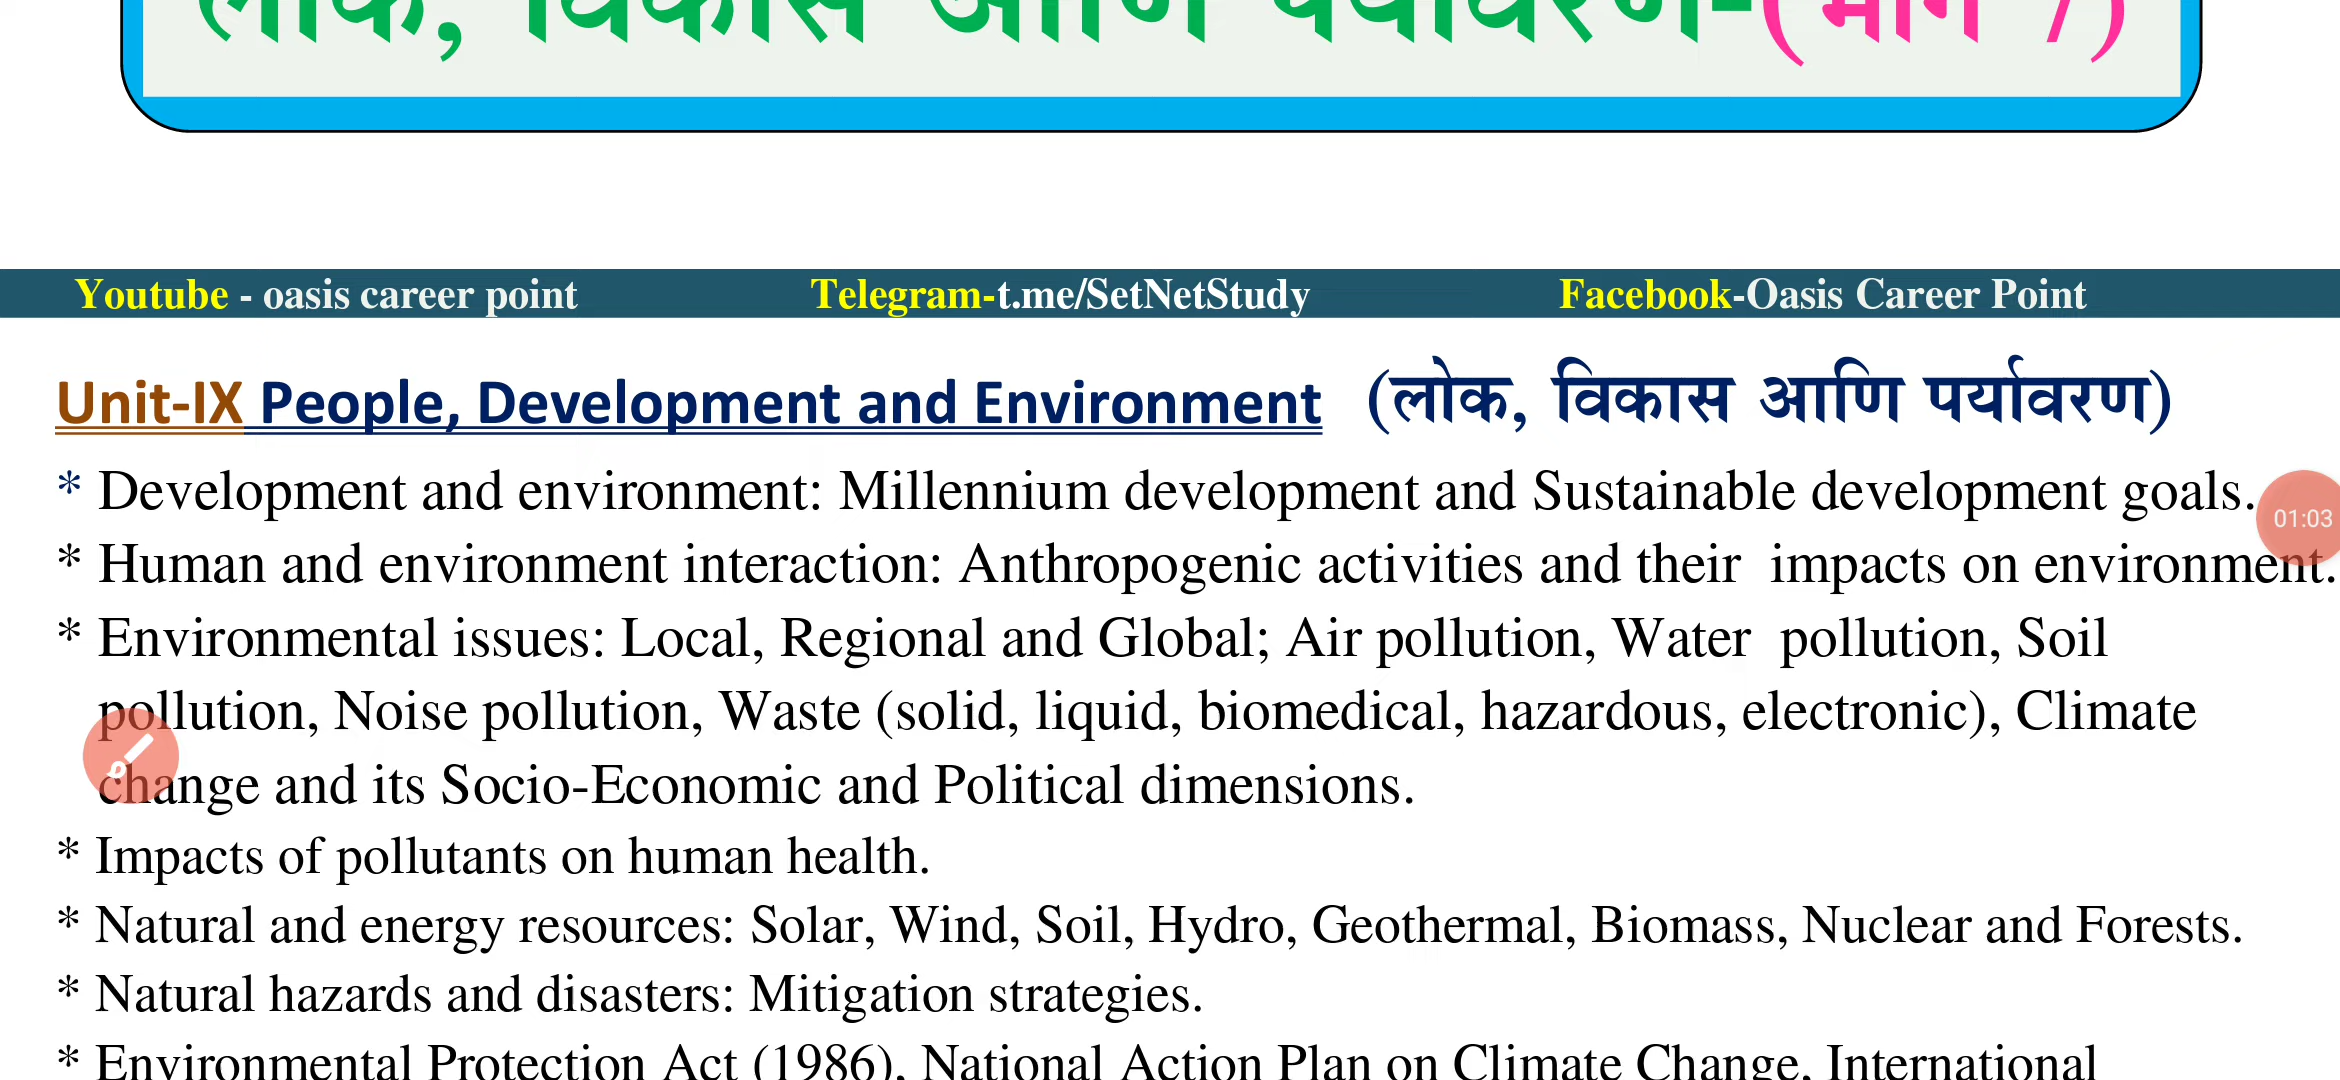 लोक, विकास आणि पर्यावरण-(भाग 7)
Youtube - oasis career point Telegram-t.me/SetNetStudy Facebook-Oasis Career Point
Unit-IX People, Development and Environment (लोक, विकास आणि पर्यावरण)
* Development and environment: Millennium development and Sustainable development goals.
01:03
* Human and environment interaction: Anthropogenic activities and their impacts on environment.
* Environmental issues: Local, Regional and Global; Air pollution, Water pollution, Soil
pollution, Noise pollution, Waste (solid, liquid, biomedical, hazardous, electronic), Climate
change and its Socio-Economic and Political dimensions.
* Impacts of pollutants on human health.
* Natural and energy resources: Solar, Wind, Soil, Hydro, Geothermal, Biomass, Nuclear and Forests.
* Natural hazards and disasters: Mitigation strategies.
* Environmental Protection Act (1986), National Action Plan on Climate Change, International